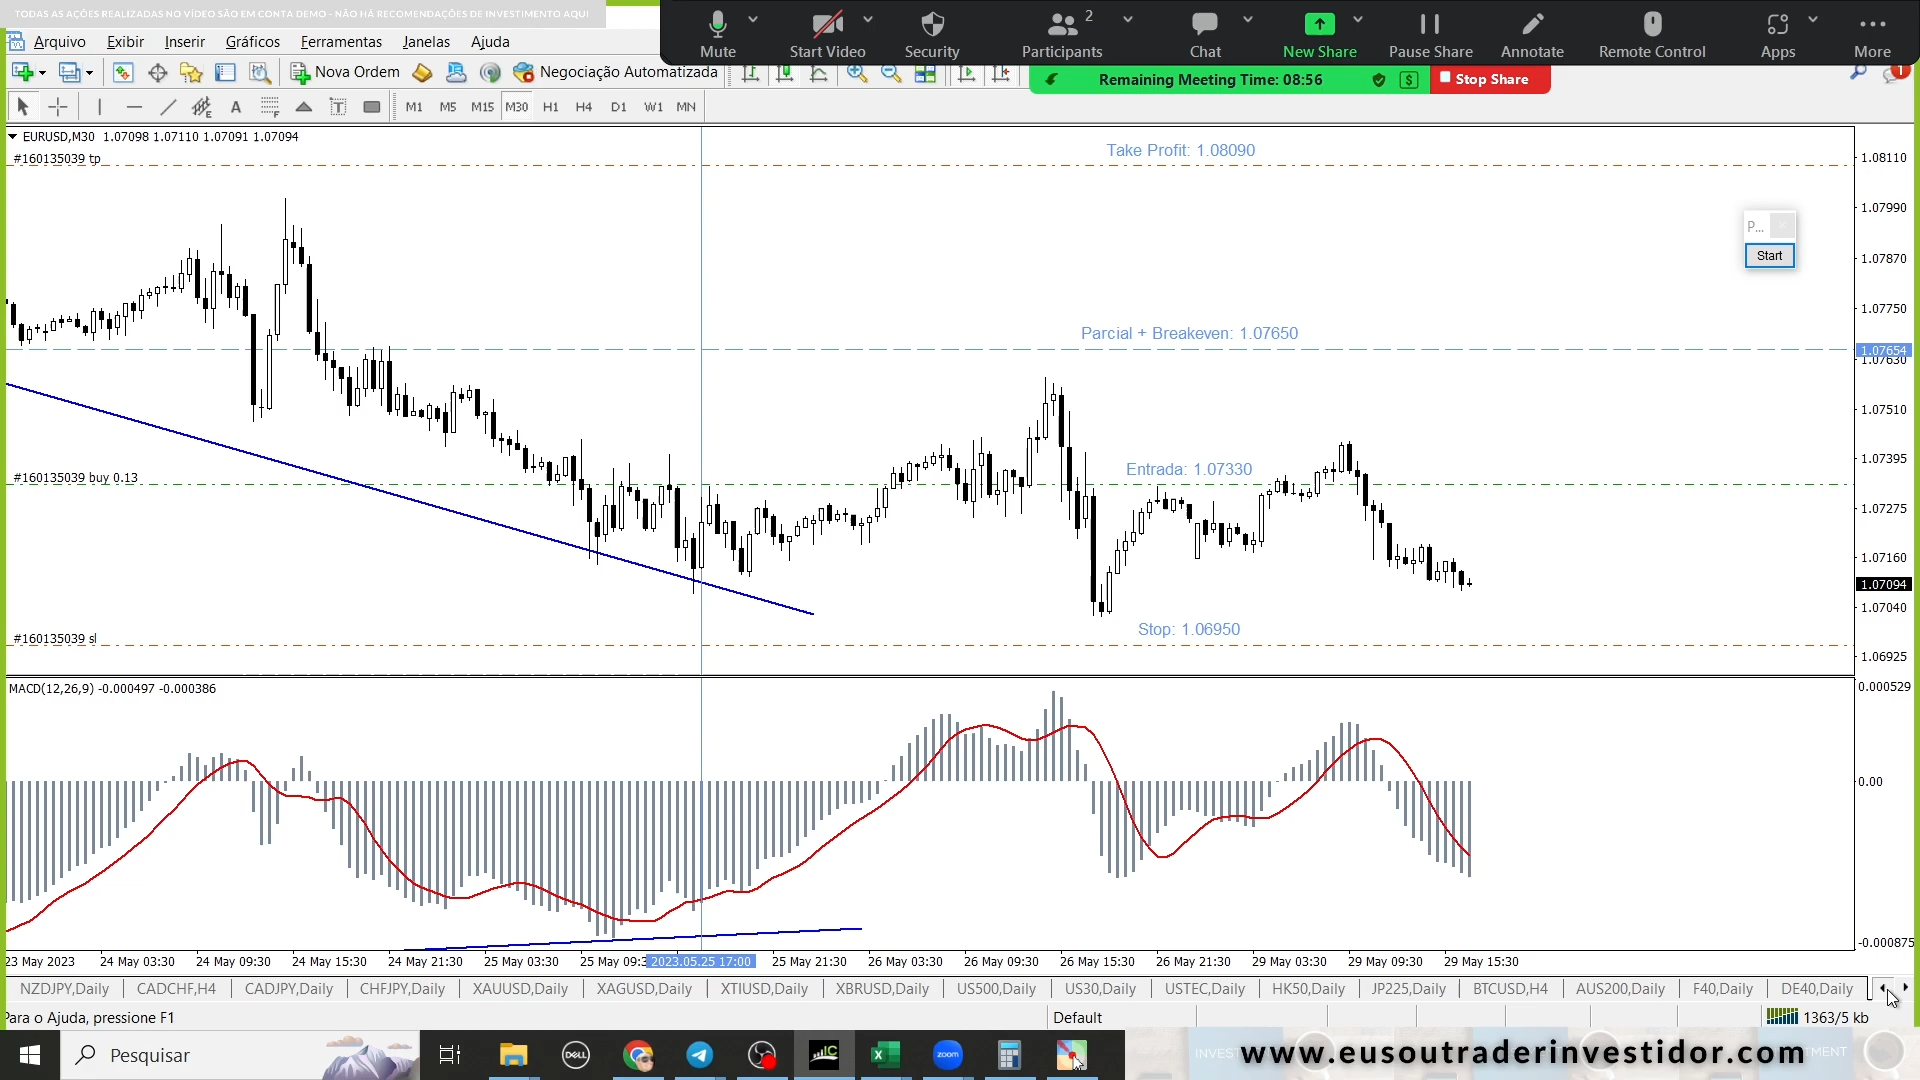 TODAS AS AÇÕES REALIZADAS NO VÍDEO SÃO EM CONTA DEMO - NÃO HÁ RECOMENDAÇÕES DE INVESTIMENTO AQUI
Mute
Start Video
Security
2
Participants
Chat
New Share
Pause Share
Annotate
Remote Control
Apps
More
Arquivo Exibir Inserir Gráficos Ferramentas Janelas Ajuda
Nova Ordem
Negociação Automatizada
Remaining Meeting Time: 08:56
Stop Share
1
A M1 M5 M15 M30 H1 H4 D1 W1 MN
EURUSD,M30 1.07098 1.07110 1.07091 1.07094
#160135039 tp
Take Profit: 1.08090
1.08110
1.07990
P...
Start
1.07870
1.07750
Parcial + Breakeven: 1.07650
1.07654
1.07630
1.07510
Entrada: 1.07330
1.07395
#160135039 buy 0.13
1.07275
1.07160
1.07094
1.07040
Stop: 1.06950
#160135039 sl
1.06925
MACD(12,26,9) -0.000497 -0.000386
0.000529
0.00
-0.000875
23 May 2023 24 May 03:30 24 May 09:30 24 May 15:30 24 May 21:30 25 May 03:30 25 May 09:3 2023.05.25 17:00 25 May 21:30 26 May 03:30 26 May 09:30 26 May 15:30 26 May 21:30 29 May 03:30 29 May 09:30 29 May 15:30
NZDJPY,Daily CADCHF,H4 CADJPY,Daily CHFJPY,Daily XAUUSD,Daily XAGUSD,Daily XTIUSD,Daily XBRUSD,Daily US500,Daily US30,Daily USTEC,Daily HK50,Daily JP225,Daily BTCUSD,H4 AUS200,Daily F40,Daily DE40,Daily
Para o Ajuda, pressione F1
Default
1363/5 kb
Pesquisar
DELL
IC
zoom
www.eusoutraderinvestidor.com